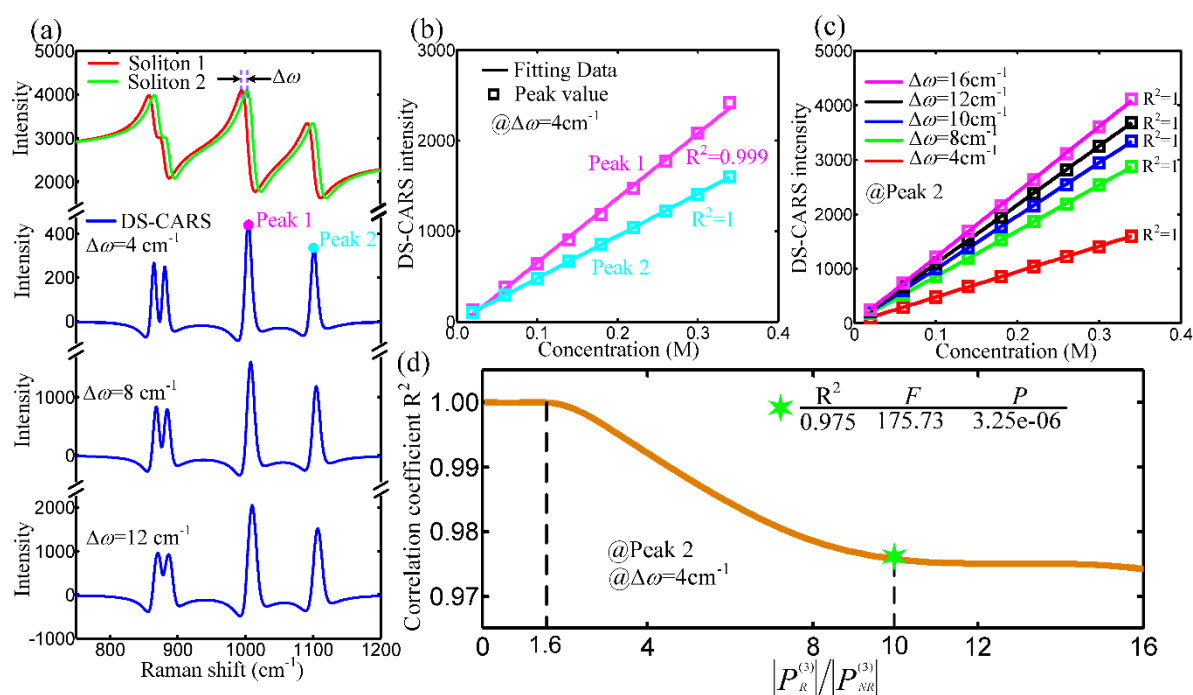 (a)
5000
4000
3000
2000
Intensity
Soliton 1
Soliton 2
Δω
400
200
0
Intensity
DS-CARS
Δω=4 cm⁻¹
Peak 1
Peak 2
1000
0
Intensity
Δω=8 cm⁻¹
2000
1000
0
-1000
Intensity
Δω=12 cm⁻¹
800
900
1000
1100
1200
Raman shift (cm⁻¹)
(b)
3000
2000
1000
0
DS-CARS intensity
Fitting Data
Peak value
@Δω=4cm⁻¹
Peak 1
R²=0.999
R²=1
Peak 2
0.0
0.1
0.2
0.3
0.4
Concentration (M)
(c)
5000
4000
3000
2000
1000
0
DS-CARS intensity
Δω=16cm⁻¹
Δω=12cm⁻¹
Δω=10cm⁻¹
Δω=8cm⁻¹
Δω=4cm⁻¹
@Peak 2
R²=1
R²=1
R²=1
R²=1
R²=1
0.0
0.1
0.2
0.3
0.4
Concentration (M)
(d)
1.00
0.99
0.98
0.97
Correlation coefficient R²
R² F P
0.975 175.73 3.25e-06
@Peak 2
@Δω=4cm⁻¹
0
1.6
4
8
10
12
16
|P_R^(3)|/|P_NR^(3)|